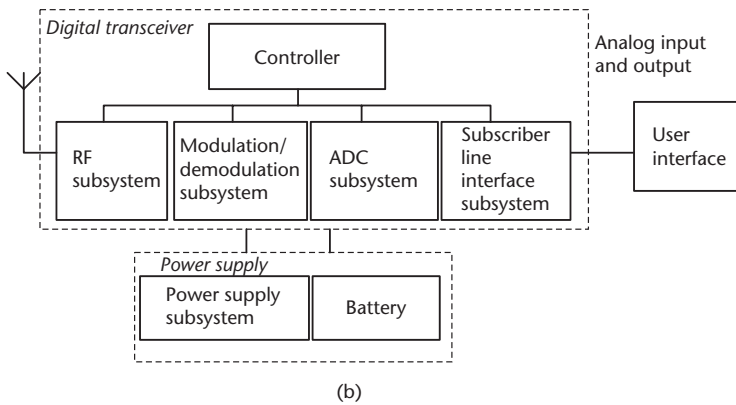 Digital transceiver
Controller
Analog input
and output
RF
subsystem
Modulation/
demodulation
subsystem
ADC
subsystem
Subscriber
line
interface
subsystem
User
interface
Power supply
Power supply
subsystem
Battery
(b)